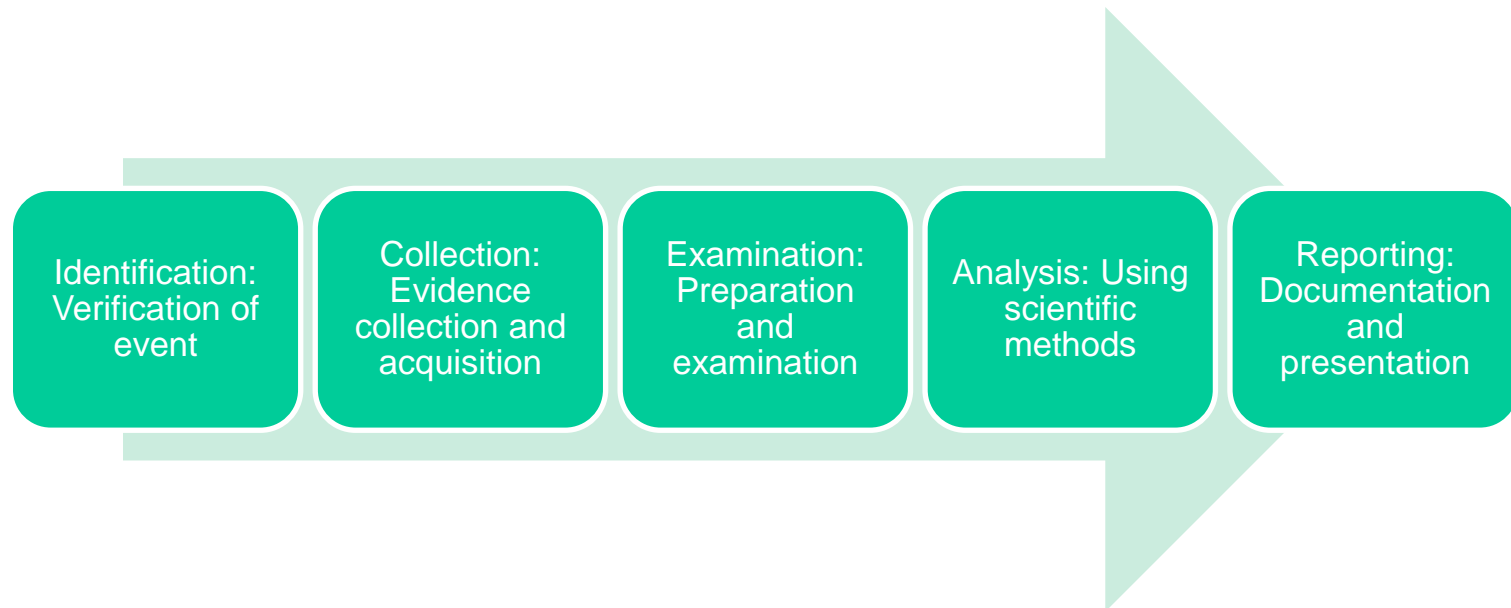 Identification:
Verification of
event
Collection:
Evidence
collection and
acquisition
Examination:
Preparation
and
examination
Analysis: Using
scientific
methods
Reporting:
Documentation
and
presentation